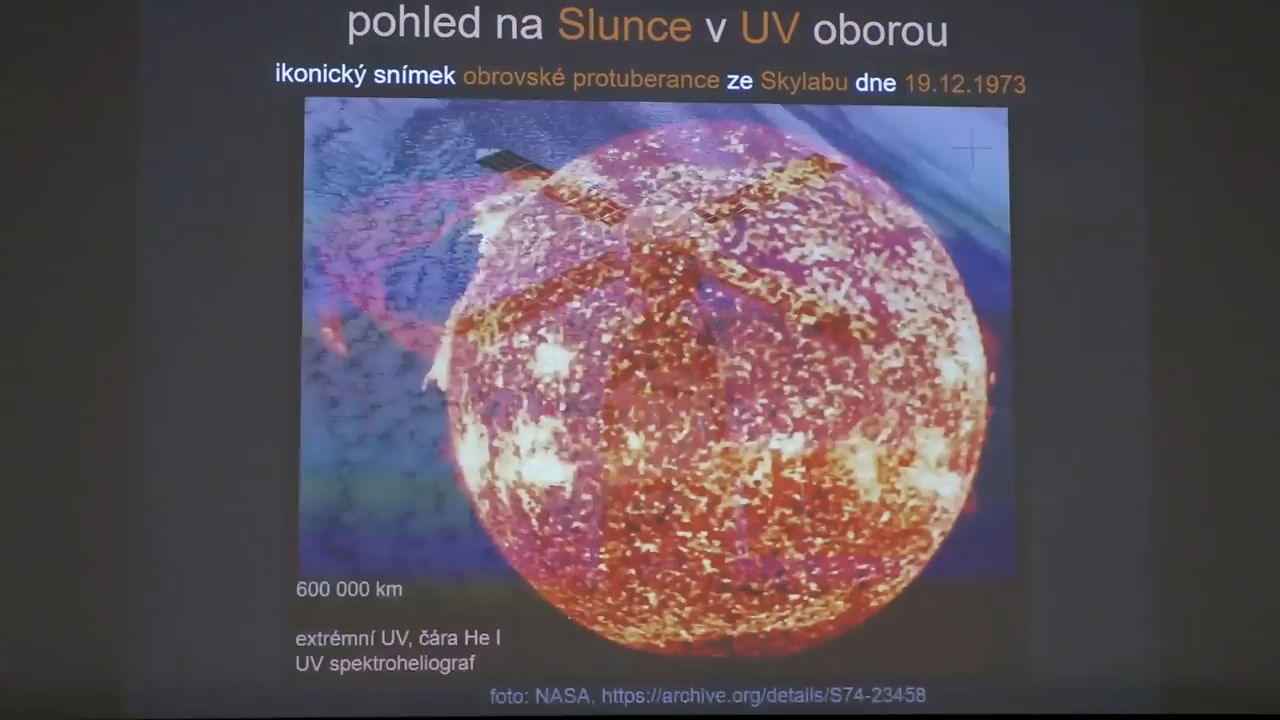 pohled na Slunce v UV oborou
ikonický snímek obrovské protuberance ze Skylabu dne 19.12.1973
600 000 km
extrémní UV, čára He I
UV spektroheliograf
foto: NASA, https://archive.org/details/S74-23458